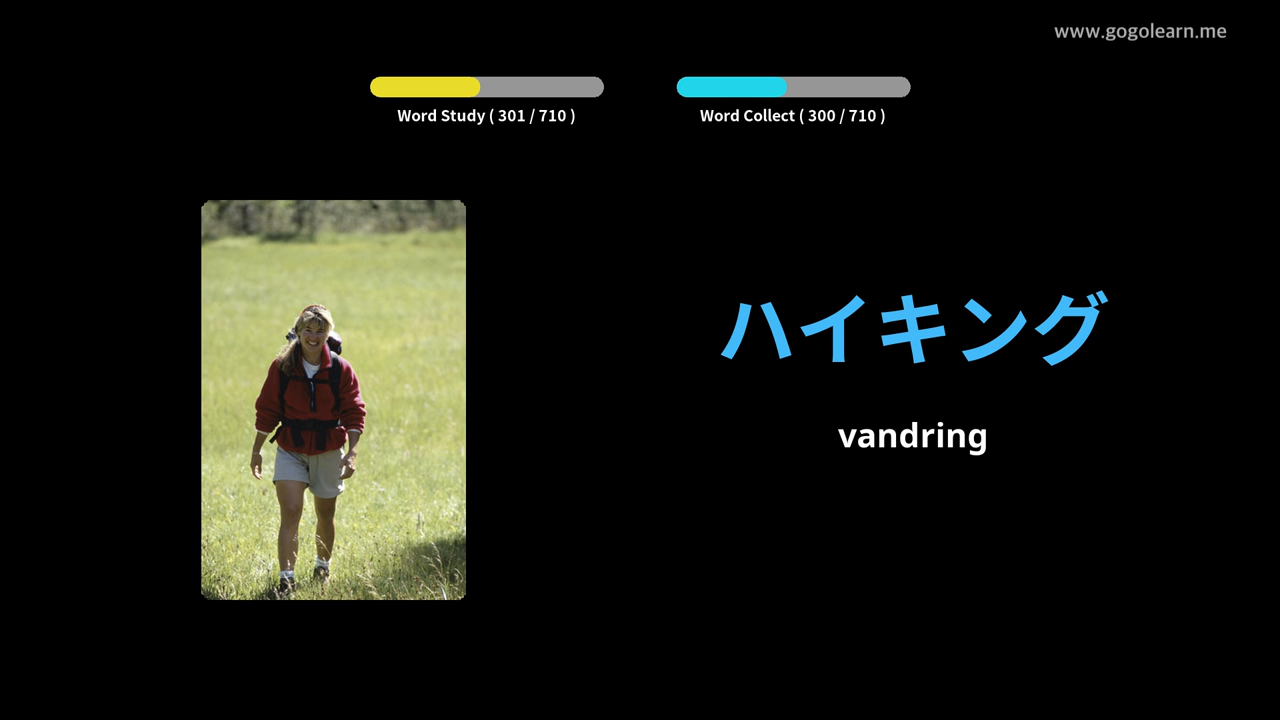 www.gogolearn.me
Word Study ( 301 / 710 )
Word Collect ( 300 / 710 )
ハイキング
vandring